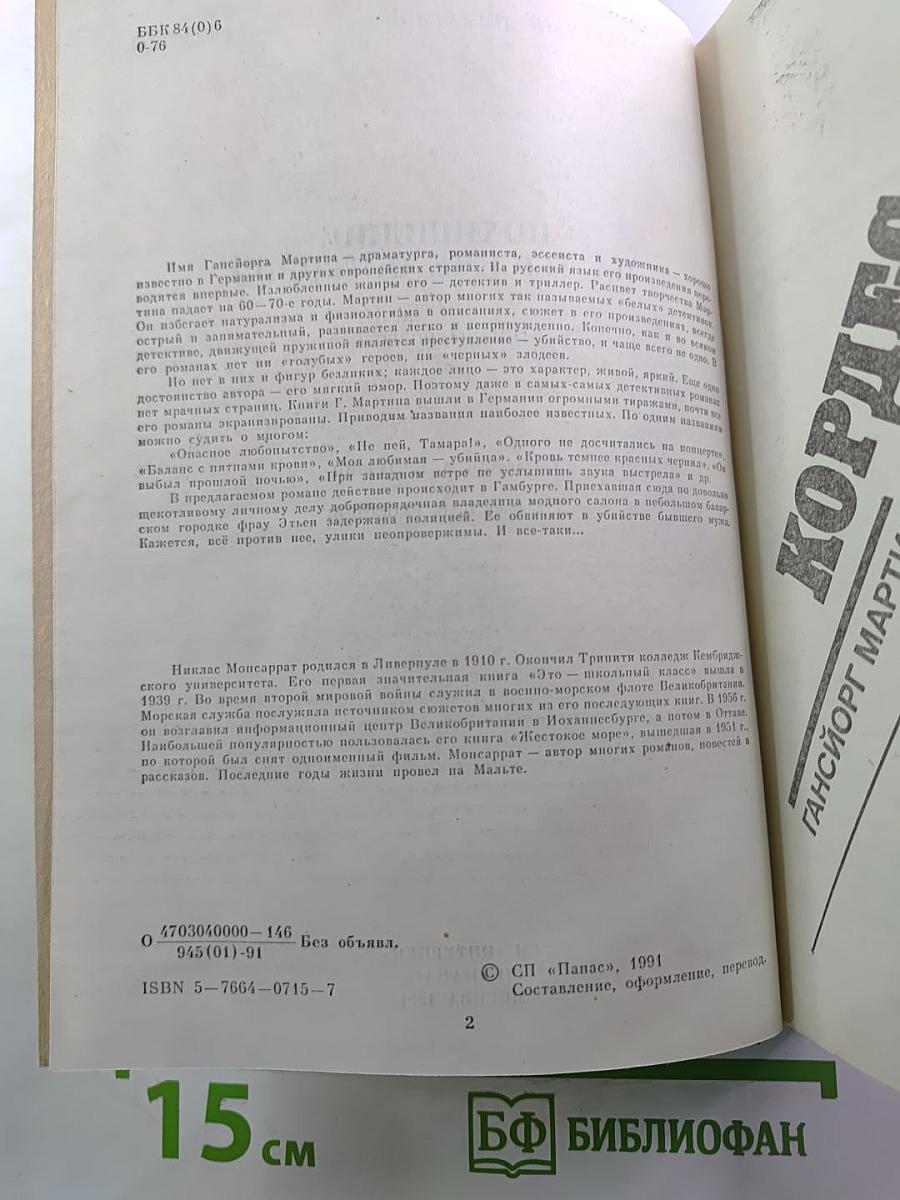 ББК 84(0)6
0-76
Имя Гансйорга Мартина — драматурга, романиста, эссеиста и художника — хорошо
известно в Германии и других европейских странах. На русский язык его произведения пере-
водятся впервые. Излюбленные жанры его — детектив и триллер. Расцвет творчества Мар-
тина падает на 60—70-е годы. Мартин — автор многих так называемых «белых» детективов.
Он избегает натурализма и физиологизма в описаниях, сюжет в его произведениях, всегда
острый и занимательный, развивается легко и непринужденно. Конечно, как и во всяком
детективе, движущей пружиной является преступление — убийство, и чаще всего не одно. В
его романах нет ни «голубых» героев, ни «черных» злодеев.
Но нет в них и фигур безликих; каждое лицо — это характер, живой, яркий. Еще одно
достоинство автора — его мягкий юмор. Поэтому даже в самых-самых детективных романах
нет мрачных страниц. Книги Г. Мартина вышли в Германии огромными тиражами, почти все
его романы экранизированы. Приводим названия наиболее известных. По одним названиям
можно судить о многом:
«Опасное любопытство», «Не пей, Тамара!», «Одного не досчитались на концерте»,
«Баланс с пятнами крови», «Моя любимая — убийца». «Кровь темнее красных чернил», «Он
выбыл прошлой ночью», «При западном ветре не услышишь звука выстрела» и др.
В предлагаемом романе действие происходит в Гамбурге. Приехавшая сюда по довольно
щекотливому личному делу добропорядочная владелица модного салона в небольшом бавар-
ском городке фрау Этьен задержана полицией. Ее обвиняют в убийстве бывшего мужа.
Кажется, всё против нее, улики неопровержимы. И все-таки...
Никлас Монсаррат родился в Ливерпуле в 1910 г. Окончил Тринити колледж Кембридж-
ского университета. Его первая значительная книга «Это — школьный класс» вышла в
1939 г. Во время второй мировой войны служил в военно-морском флоте Великобритании.
Морская служба послужила источником сюжетов многих из его последующих книг. В 1956 г.
он возглавил информационный центр Великобритании в Иоханнесбурге, а потом в Оттаве.
Наибольшей популярностью пользовалась его книга «Жестокое море», вышедшая в 1951 г.,
по которой был снят одноименный фильм. Монсаррат — автор многих романов, повестей и
рассказов. Последние годы жизни провел на Мальте.
О 4703040000—146
945(01)-91 Без объявл.
ISBN 5—7664—0715—7
© СП «Папас», 1991
Составление, оформление, перевод.
2
ГАНСЙОРГ МАРТИ
15 см
БФ БИБЛИОФАН